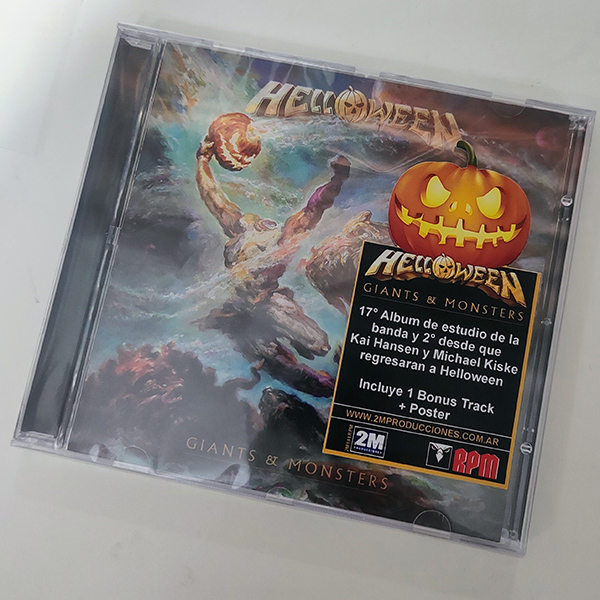 HELLOWEEN
HELLOWEEN
GIANTS & MONSTERS
17° Album de estudio de la
banda y 2° desde que
Kai Hansen y Michael Kiske
regresaran a Helloween
Incluye 1 Bonus Track
+ Poster
WWW.2MPRODUCCIONES.COM.AR
2M
PRODUCCIONES
RPM
GIANTS & MONSTERS